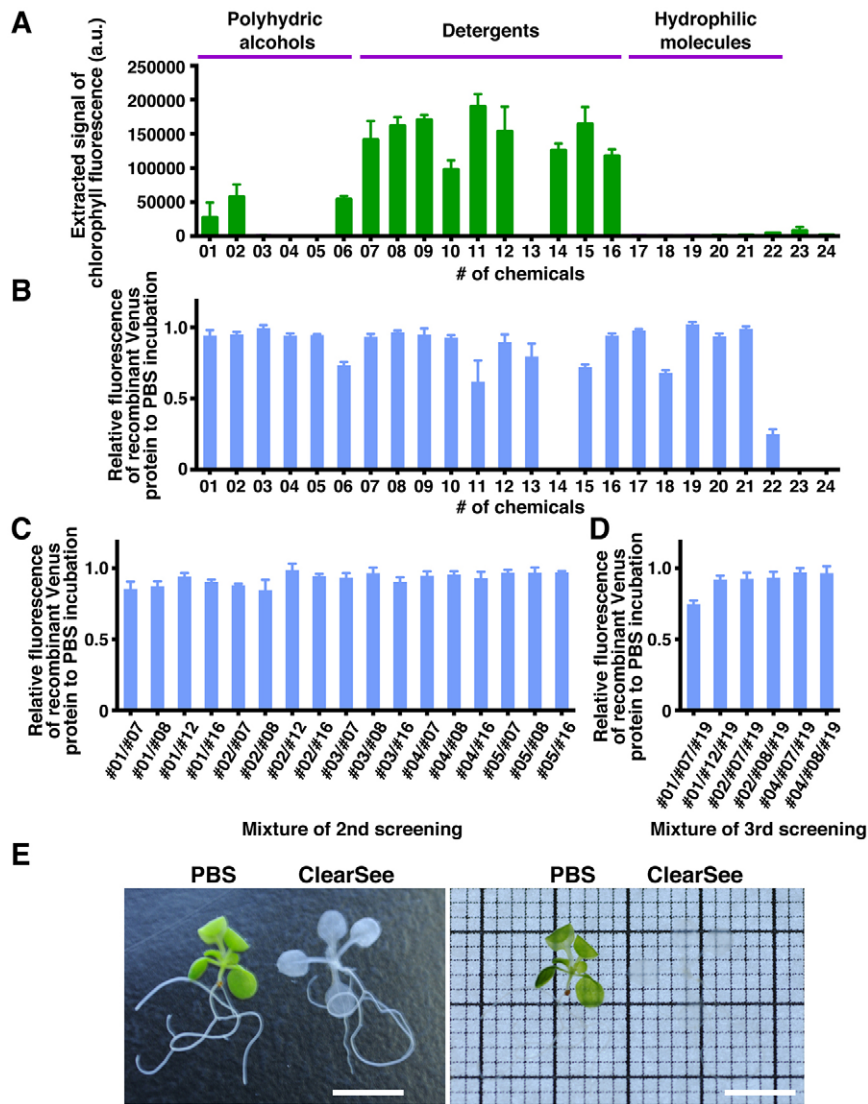 A
Polyhydric
alcohols
Detergents
Hydrophilic
molecules
Extracted signal of
chlorophyll fluorescence (a.u.)
250000
200000
150000
100000
50000
0
01 02 03 04 05 06 07 08 09 10 11 12 13 14 15 16 17 18 19 20 21 22 23 24
# of chemicals
B
Relative fluorescence
of recombinant Venus
protein to PBS incubation
1.0
0.5
0
01 02 03 04 05 06 07 08 09 10 11 12 13 14 15 16 17 18 19 20 21 22 23 24
# of chemicals
C
Relative fluorescence
of recombinant Venus
protein to PBS incubation
1.0
0.5
0
#01/#07
#01/#08
#01/#12
#01/#16
#02/#07
#02/#08
#02/#12
#02/#16
#03/#07
#03/#08
#03/#16
#04/#07
#04/#08
#04/#16
#05/#07
#05/#08
#05/#16
Mixture of 2nd screening
D
Relative fluorescence
of recombinant Venus
protein to PBS incubation
1.0
0.5
0
#01/#07/#19
#01/#12/#19
#02/#07/#19
#02/#08/#19
#04/#07/#19
#04/#08/#19
Mixture of 3rd screening
E
PBS ClearSee
PBS ClearSee